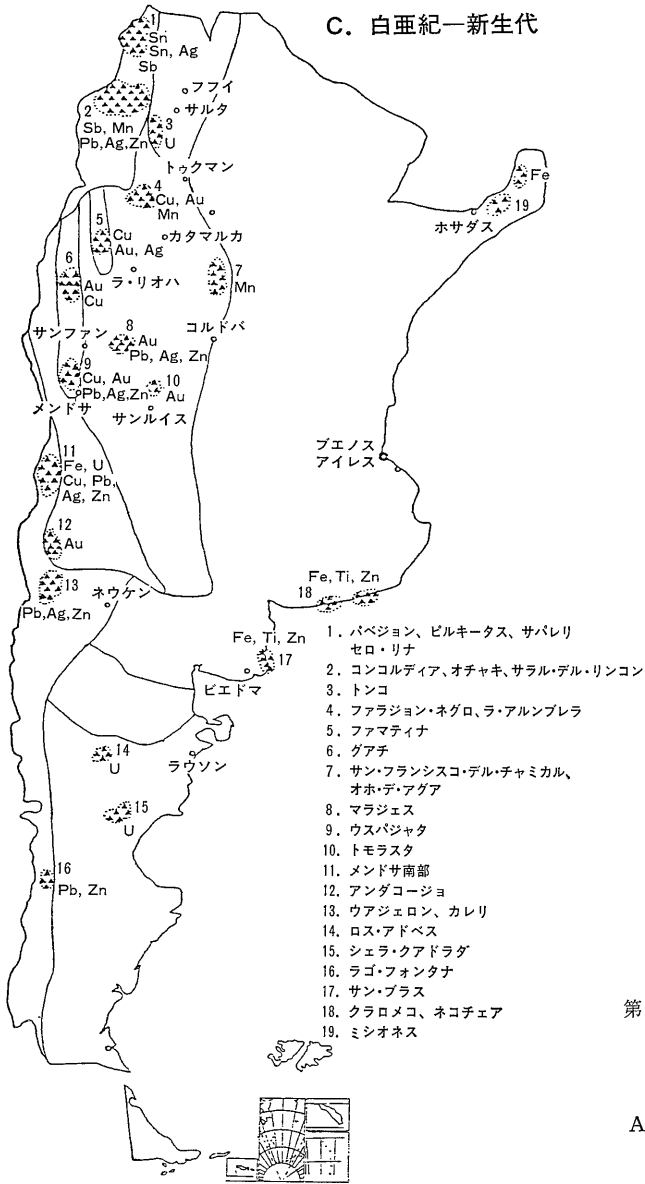 C. 白亜紀―新生代
1
Sn
Sn, Ag
Sb
2
Sb, Mn
Pb,Ag,Zn
フフイ
サルタ
3
U
トゥクマン
4
Cu, Au
Mn
Fe
19
ホサダス
5
Cu
Au, Ag
カタマルカ
6
Au
Cu
ラ・リオハ
7
Mn
サンファン
8
Au
Pb, Ag, Zn
コルドバ
9
Cu, Au
Pb,Ag,Zn
10
Au
メンドサ
サンルイス
ブエノス
アイレス
11
Fe, U
Cu, Pb,
Ag, Zn
12
Au
13
Pb,Ag,Zn
ネウケン
Fe, Ti, Zn
18
Fe, Ti, Zn
17
ビエドマ
14
U
ラウソン
15
U
16
Pb, Zn
1. パベジョン、ピルキータス、サパレリ
セロ・リナ
2. コンコルディア、オチャキ、サラル・デル・リンコン
3. トンコ
4. ファラジョン・ネグロ、ラ・アルンブレラ
5. ファマティナ
6. グアチ
7. サン・フランシスコ・デル・チャミカル、
オホ・デ・アグア
8. マラジェス
9. ウスパジャタ
10. トモラスタ
11. メンドサ南部
12. アンダコージョ
13. ウアジェロン、カレリ
14. ロス・アドベス
15. シェラ・クアドラダ
16. ラゴ・フォンタナ
17. サン・ブラス
18. クラロメコ、ネコチェア
19. ミシオネス
第
A